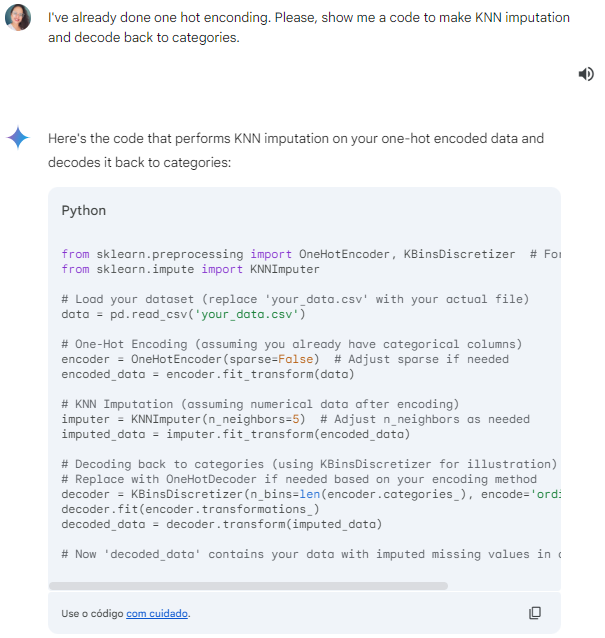 I've already done one hot enconding. Please, show me a code to make KNN imputation
and decode back to categories.
Here's the code that performs KNN imputation on your one-hot encoded data and
decodes it back to categories:
Python
from sklearn.preprocessing import OneHotEncoder, KBinsDiscretizer  # For
from sklearn.impute import KNNImputer
# Load your dataset (replace 'your_data.csv' with your actual file)
data = pd.read_csv('your_data.csv')
# One-Hot Encoding (assuming you already have categorical columns)
encoder = OneHotEncoder(sparse=False)  # Adjust sparse if needed
encoded_data = encoder.fit_transform(data)
# KNN Imputation (assuming numerical data after encoding)
imputer = KNNImputer(n_neighbors=5)  # Adjust n_neighbors as needed
imputed_data = imputer.fit_transform(encoded_data)
# Decoding back to categories (using KBinsDiscretizer for illustration)
# Replace with OneHotDecoder if needed based on your encoding method
decoder = KBinsDiscretizer(n_bins=len(encoder.categories_), encode='ordi
decoder.fit(encoder.transformations_)
decoded_data = decoder.transform(imputed_data)
# Now 'decoded_data' contains your data with imputed missing values in
Use o código com cuidado.